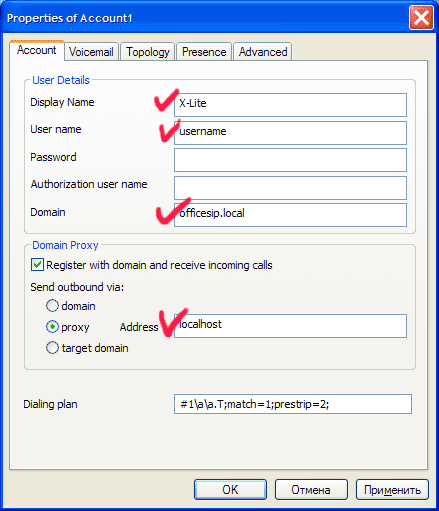 Properties of Account1
Account Voicemail Topology Presence Advanced
User Details
Display Name X-Lite
User name username
Password
Authorization user name
Domain officesip.local
Domain Proxy
Register with domain and receive incoming calls
Send outbound via:
domain
proxy Address localhost
target domain
Dialing plan #1\a\a.T;match=1;prestrip=2;
OK Отмена Применить